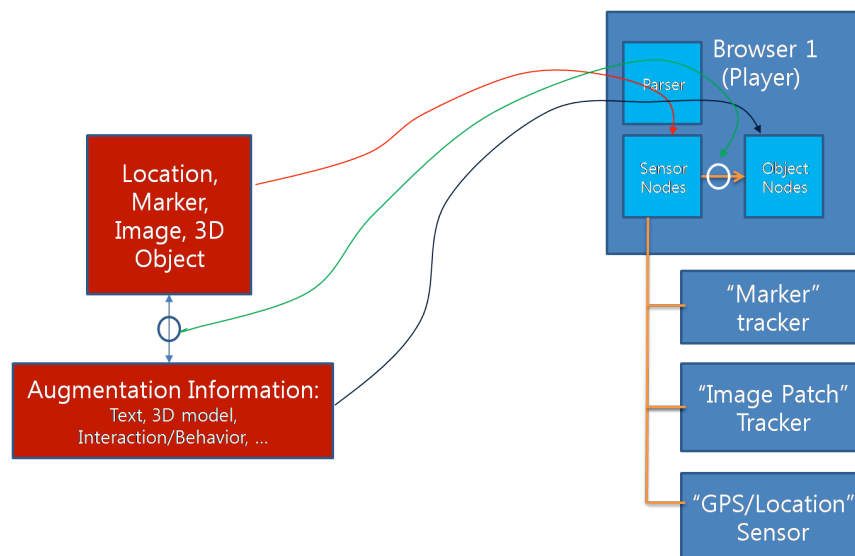 Browser 1
(Player)
Parser
Sensor
Nodes
Object
Nodes
Location,
Marker,
Image, 3D
Object
Augmentation Information:
Text, 3D model,
Interaction/Behavior, ...
“Marker”
tracker
“Image Patch”
Tracker
“GPS/Location”
Sensor